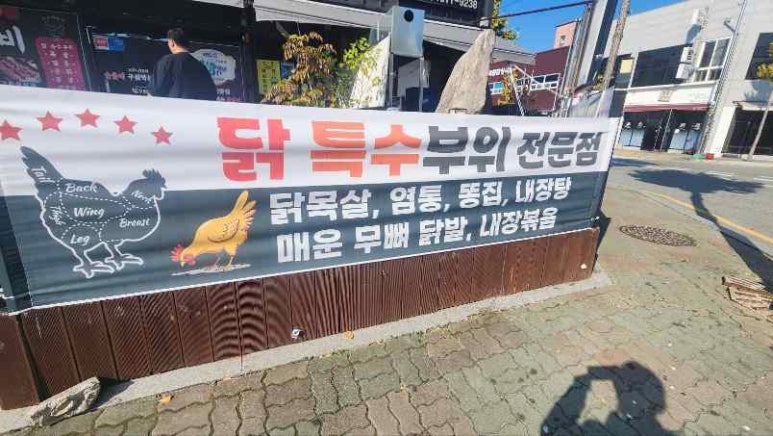 닭 특수부위 전문점
닭목살, 염통, 똥집, 내장탕
매운 무뼈 닭발, 내장볶음
Back
Wing
Breast
Leg